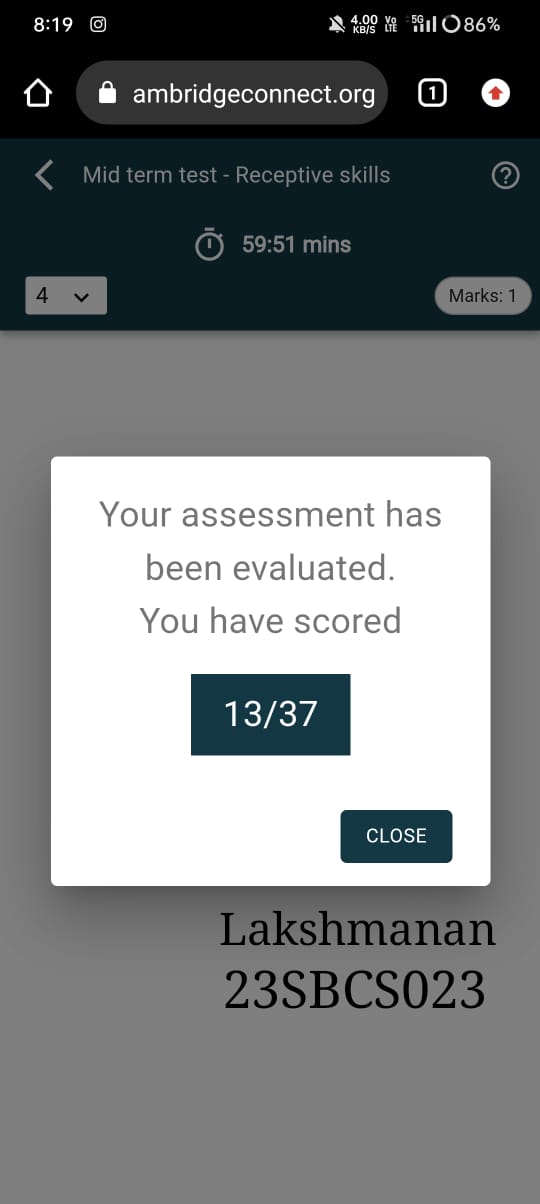 8:19 4.00 KB/S Vo LTE 5G 86%
ambridgeconnect.org 1
Mid term test - Receptive skills ?
59:51 mins
4 Marks: 1
Your assessment has
been evaluated.
You have scored
13/37
CLOSE
Lakshmanan
23SBCS023